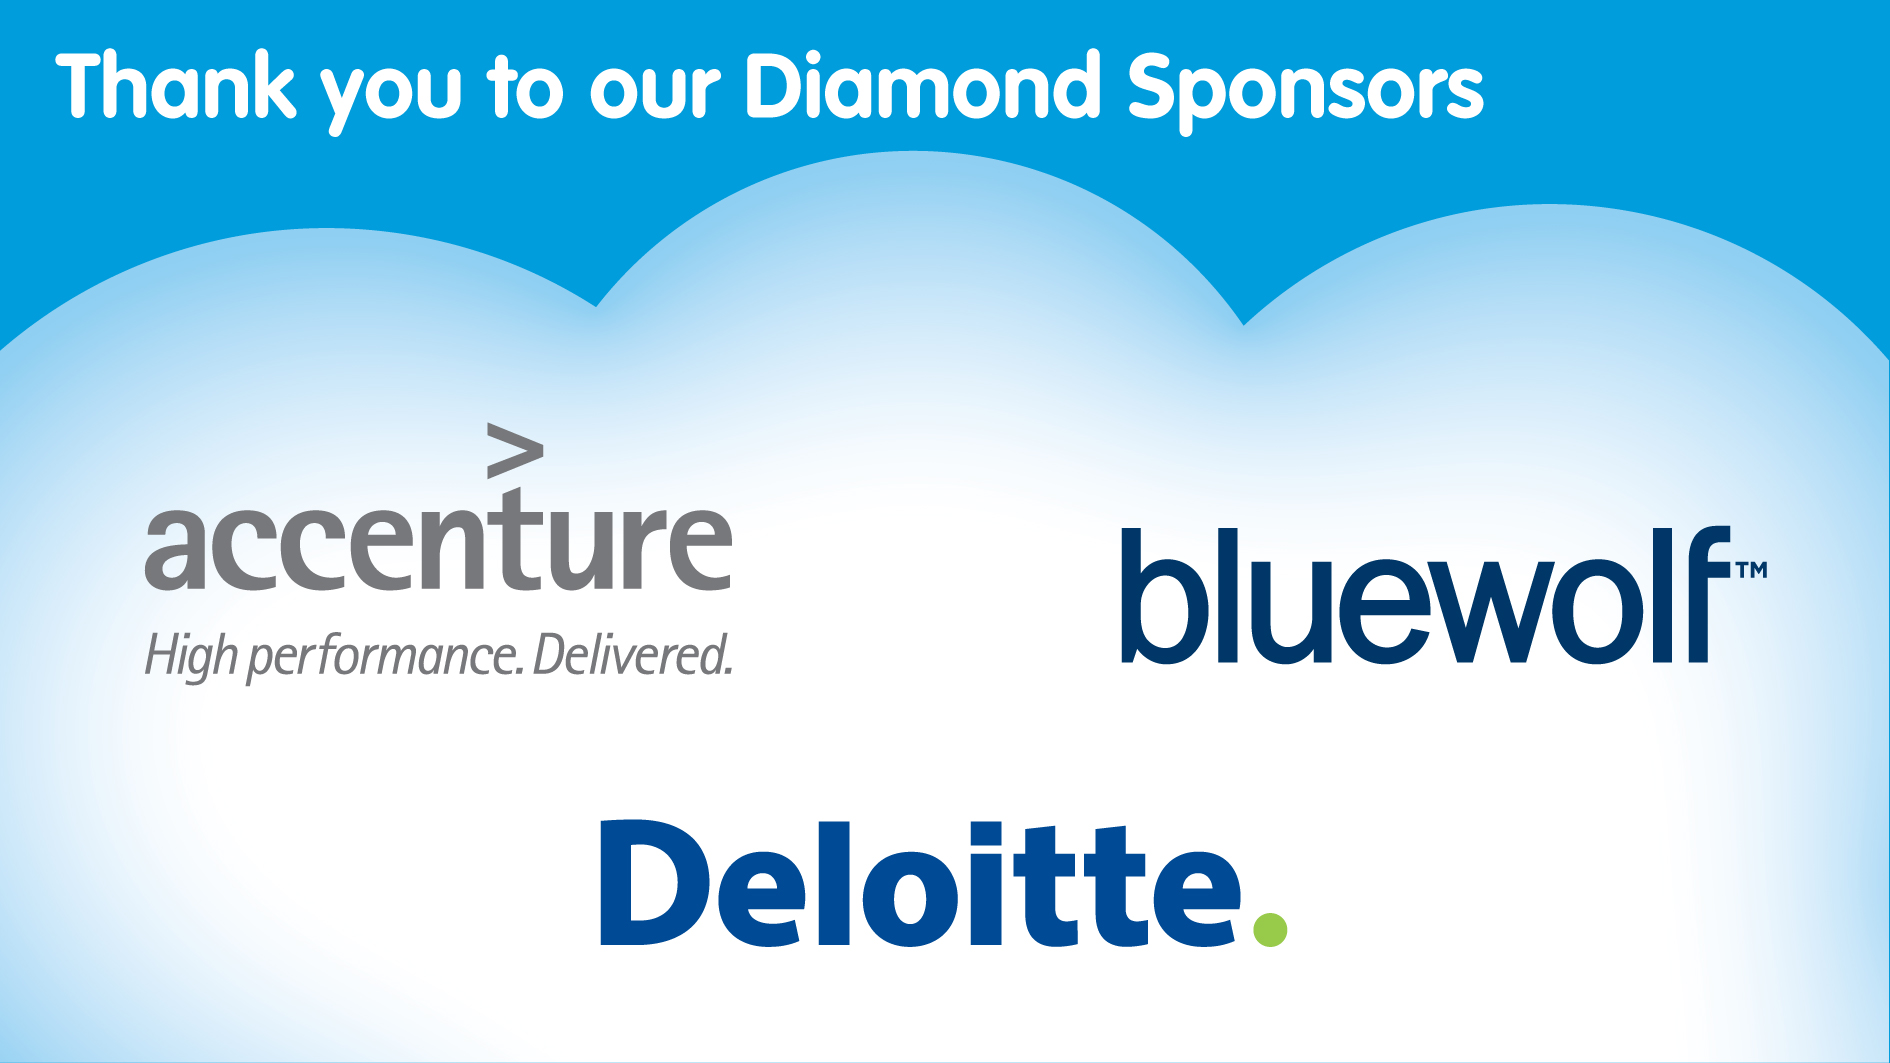 Thank you to our Diamond Sponsors
>
accenture
High performance. Delivered.
bluewolf™
Deloitte.